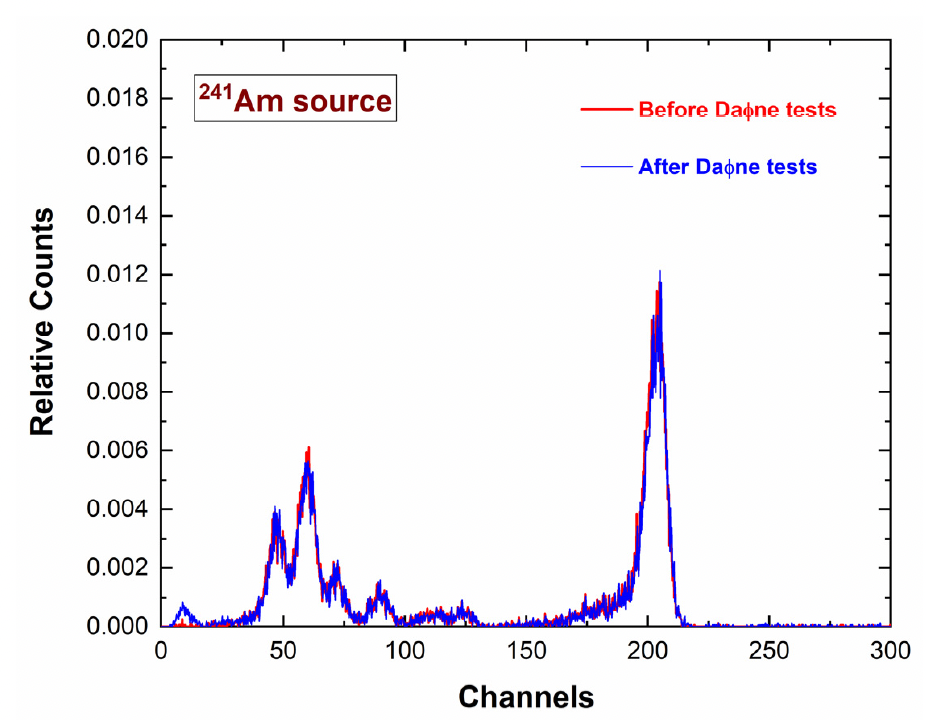 0.020
0.018
0.016
0.014
0.012
0.010
0.008
0.006
0.004
0.002
0.000
Relative Counts
²⁴¹Am source
Before Daϕne tests
After Daϕne tests
0 50 100 150 200 250 300
Channels